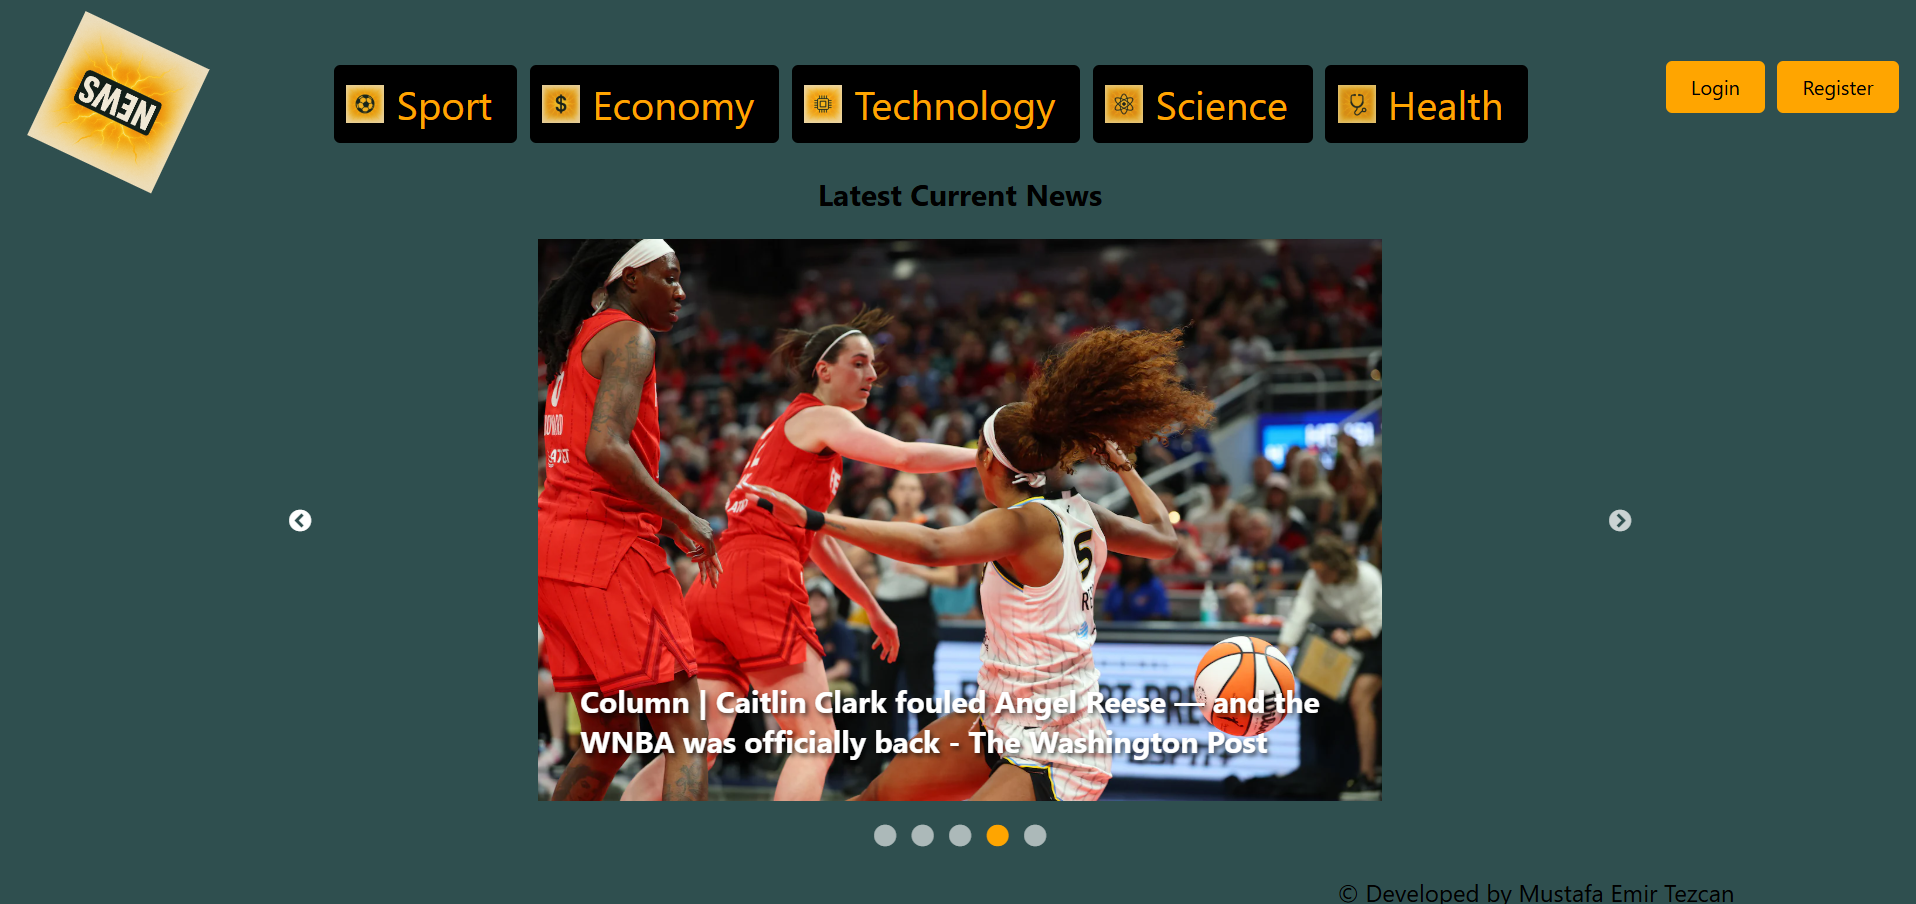 NEWS
Sport
Economy
Technology
Science
Health
Login
Register
Latest Current News
5
Column | Caitlin Clark fouled Angel Reese — and the
WNBA was officially back - The Washington Post
© Developed by Mustafa Emir Tezcan